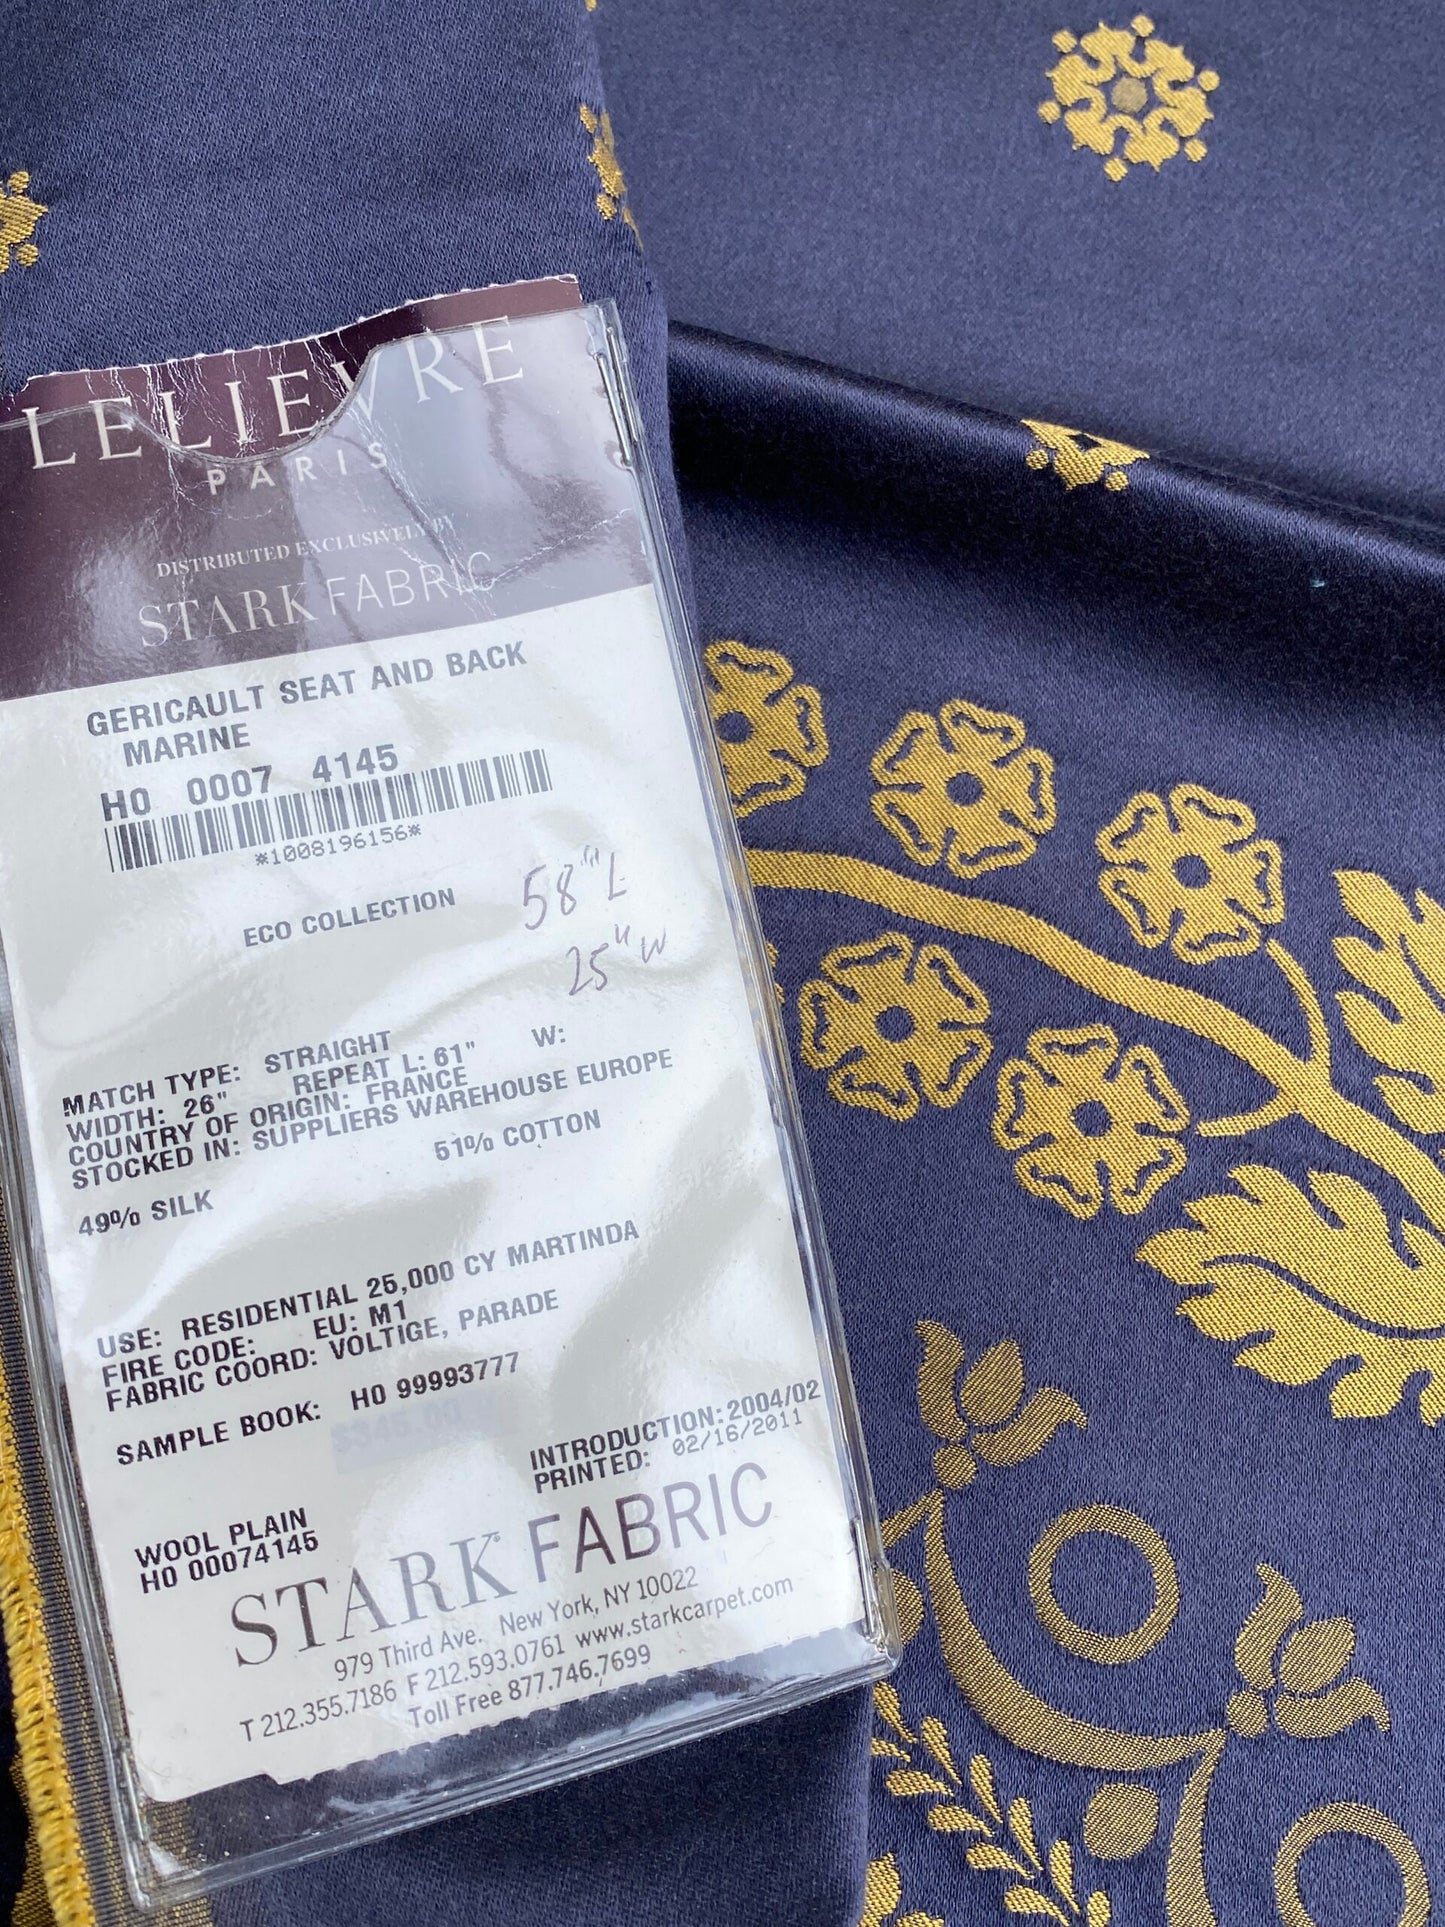 LELIEVRE
PARIS
DISTRIBUTED EXCLUSIVELY BY
STARK FABRIC
GERICAULT SEAT AND BACK
MARINE
HO 0007 4145
*1008196156*
ECO COLLECTION
58"L
25"W
MATCH TYPE: STRAIGHT
WIDTH: 26" REPEAT L: 61" W:
COUNTRY OF ORIGIN: FRANCE
STOCKED IN: SUPPLIERS WAREHOUSE EUROPE
49% SILK 51% COTTON
USE: RESIDENTIAL 25,000 CY MARTINDA
FIRE CODE: EU: M1
FABRIC COORD: VOLTIGE, PARADE
SAMPLE BOOK: HO 99993777
INTRODUCTION: 2004/02
PRINTED: 02/16/2011
WOOL PLAIN
HO 00074145
STARK FABRIC
979 Third Ave. New York, NY 10022
T 212.355.7186 F 212.593.0761 www.starkcarpet.com
Toll Free 877.746.7699